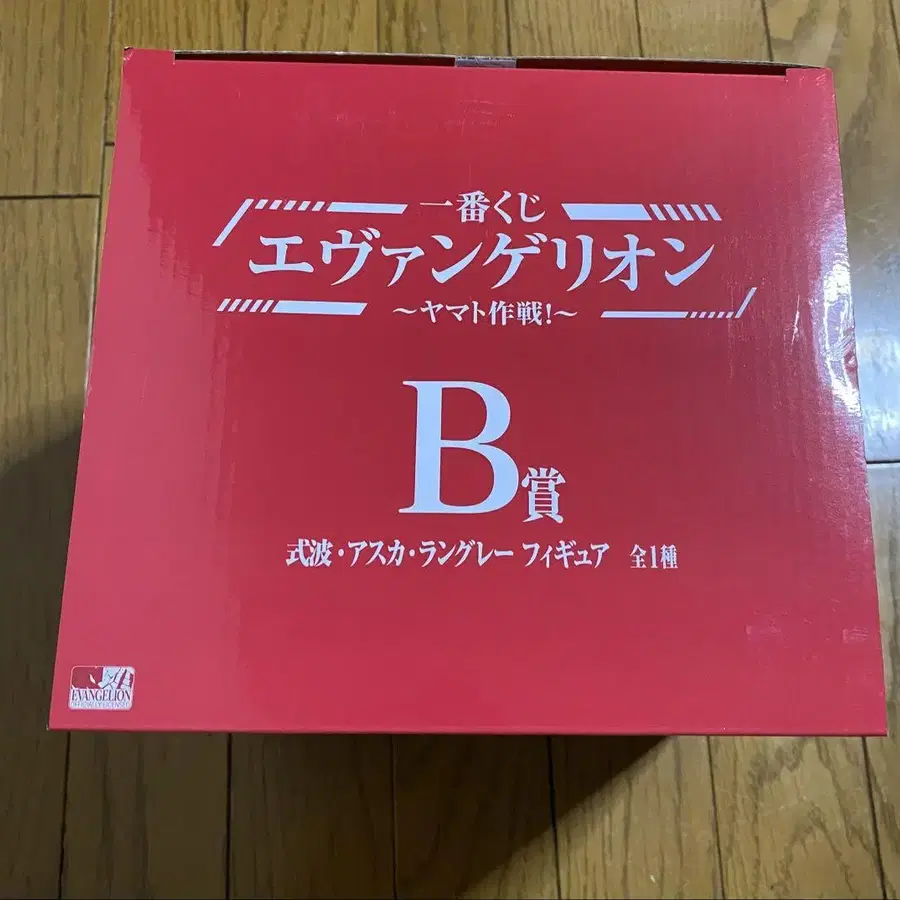 一番くじ
エヴァンゲリオン
〜ヤマト作戦!〜
B賞
式波・アスカ・ラングレー フィギュア 全1種
EVANGELION
OFFICIALLY LICENSED